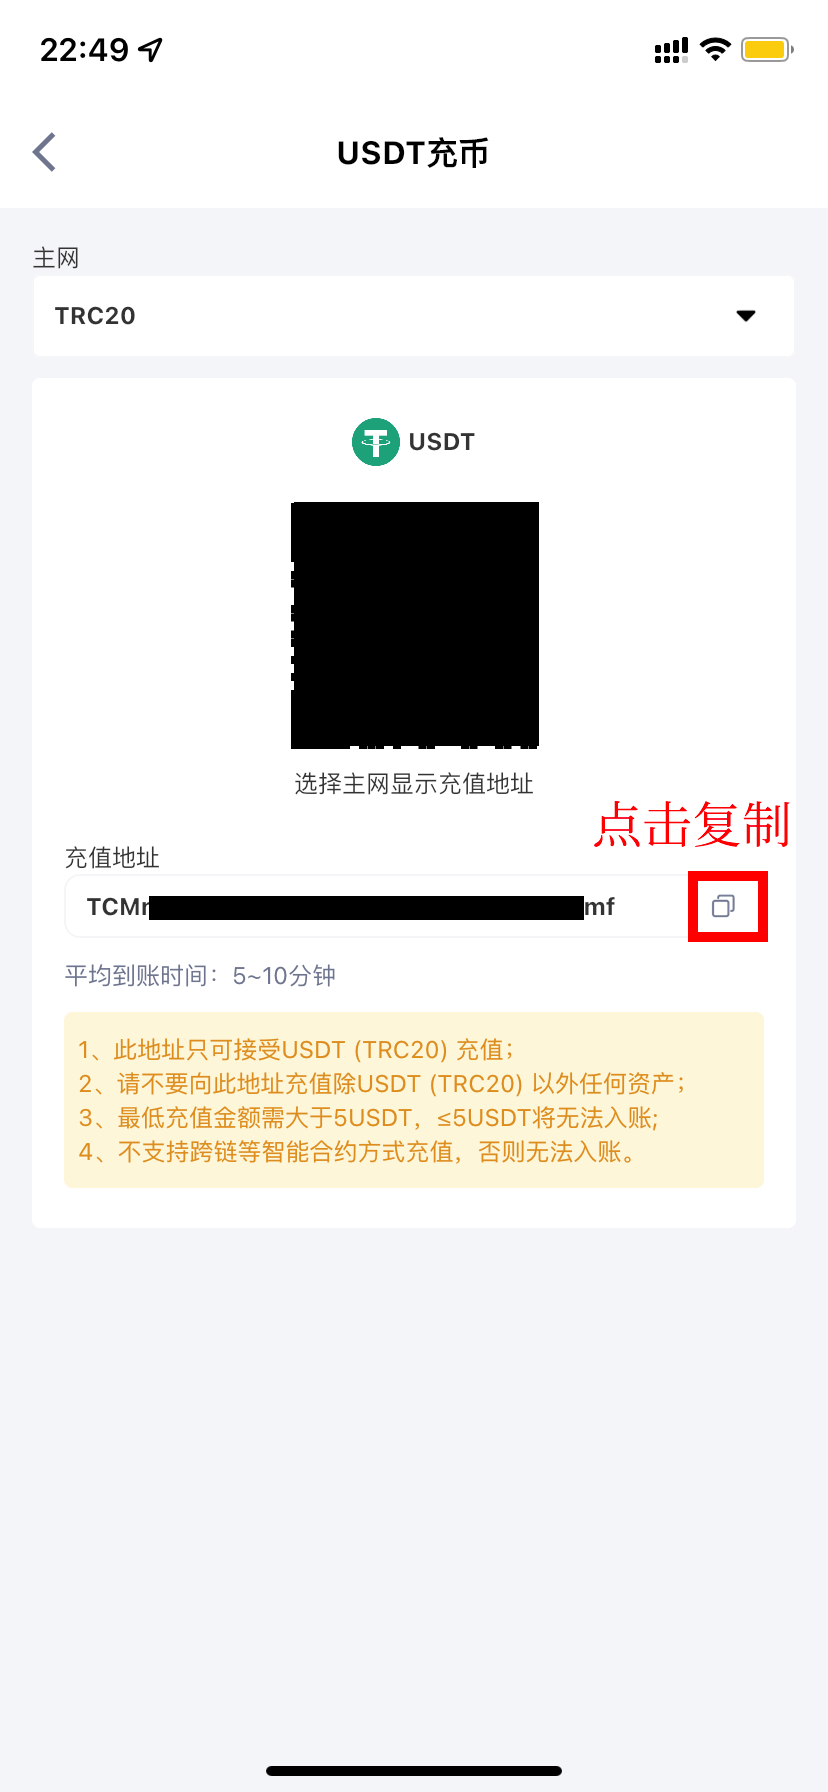 22:49
USDT充币
主网
TRC20
USDT
选择主网显示充值地址
点击复制
充值地址
TCMr mf
平均到账时间：5~10分钟
1、此地址只可接受USDT (TRC20) 充值；
2、请不要向此地址充值除USDT (TRC20) 以外任何资产；
3、最低充值金额需大于5USDT，≤5USDT将无法入账;
4、不支持跨链等智能合约方式充值，否则无法入账。